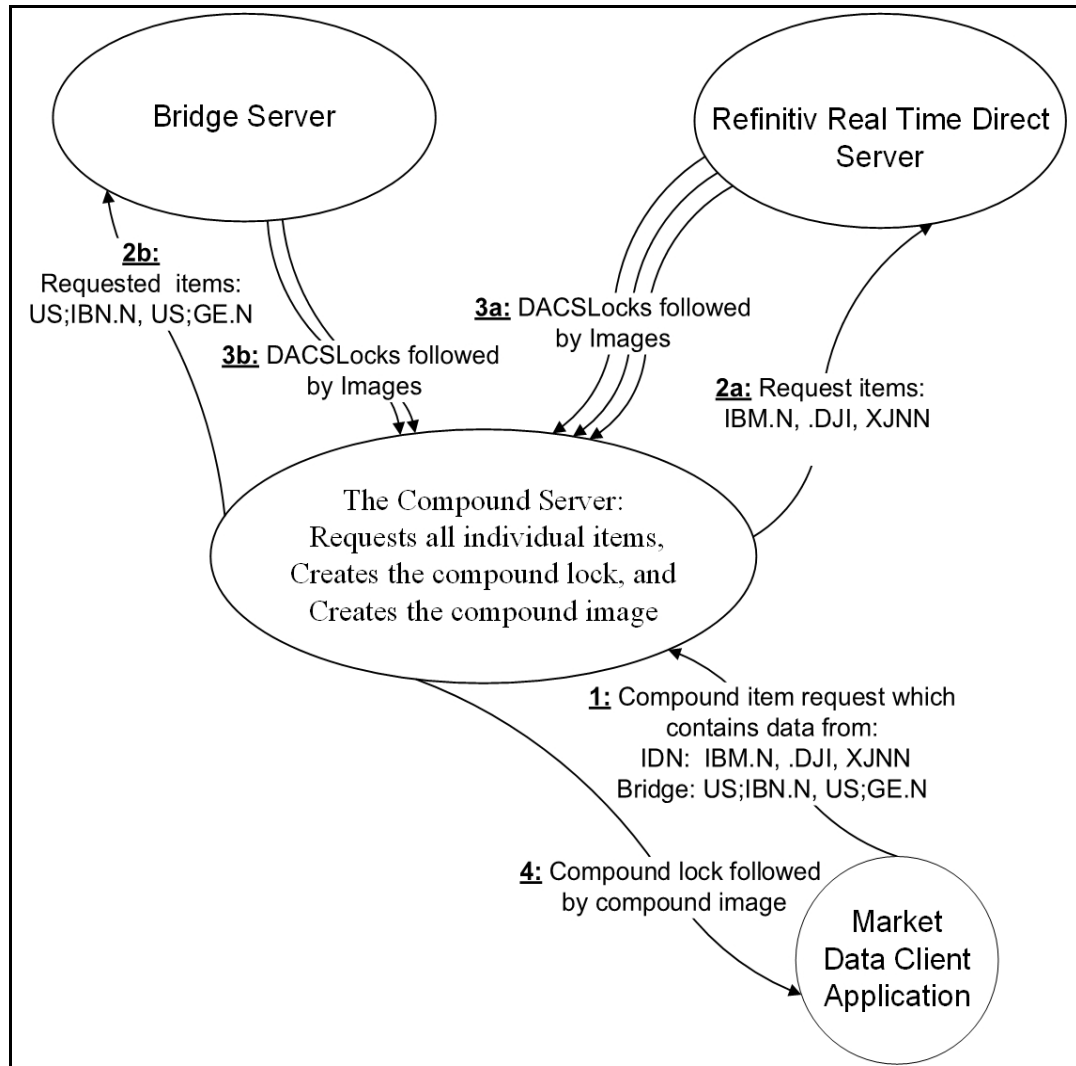 Bridge Server
Refinitiv Real Time Direct
Server
2b:
Requested items:
US;IBN.N, US;GE.N
3b: DACSLocks followed
by Images
3a: DACSLocks followed
by Images
2a: Request items:
IBM.N, .DJI, XJNN
The Compound Server:
Requests all individual items,
Creates the compound lock, and
Creates the compound image
1: Compound item request which
contains data from:
IDN: IBM.N, .DJI, XJNN
Bridge: US;IBN.N, US;GE.N
4: Compound lock followed
by compound image
Market
Data Client
Application